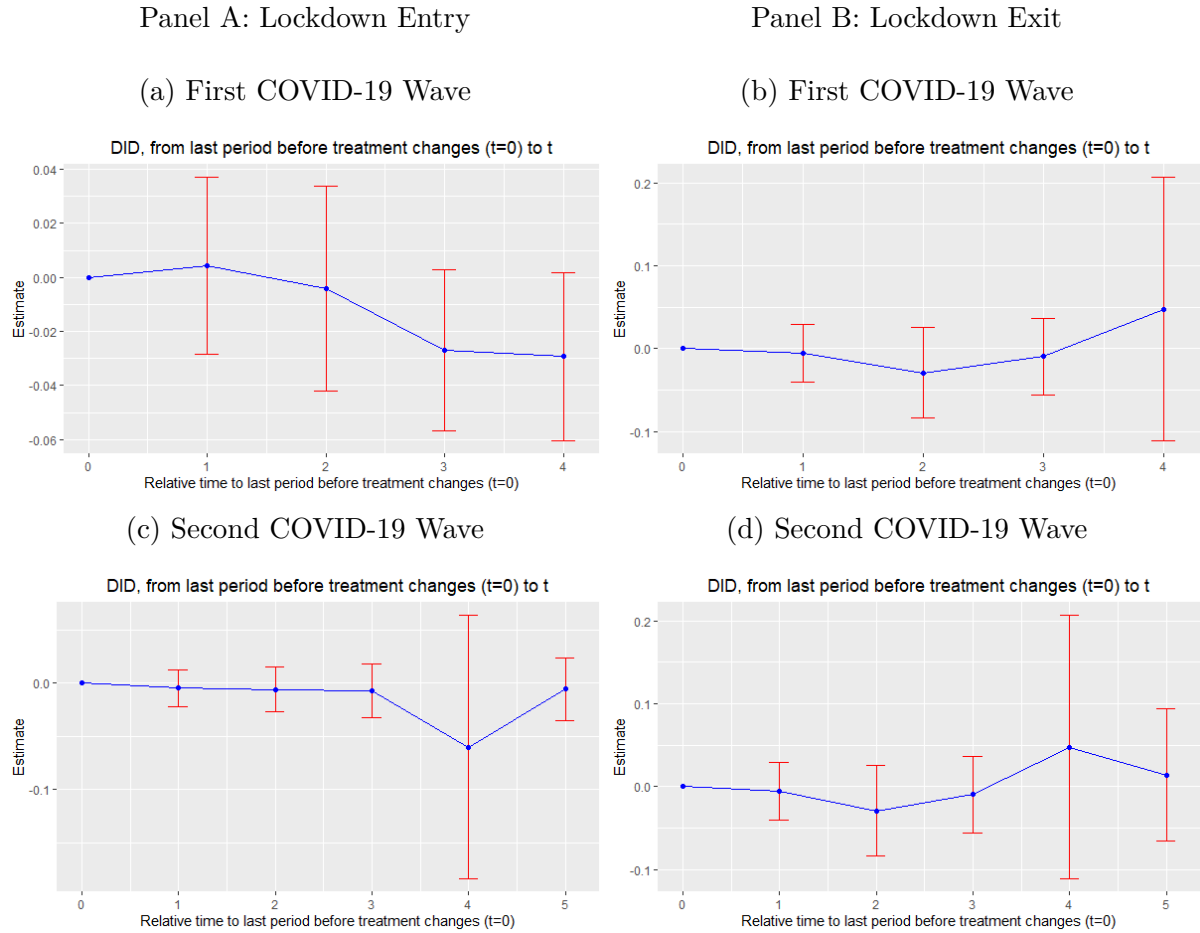 Panel A: Lockdown Entry
Panel B: Lockdown Exit
(a) First COVID-19 Wave
(b) First COVID-19 Wave
DID, from last period before treatment changes (t=0) to t
0.04
0.02
0.00
-0.02
-0.04
-0.06
Estimate
0 1 2 3 4
Relative time to last period before treatment changes (t=0)
DID, from last period before treatment changes (t=0) to t
0.2
0.1
0.0
-0.1
Estimate
0 1 2 3 4
Relative time to last period before treatment changes (t=0)
(c) Second COVID-19 Wave
(d) Second COVID-19 Wave
DID, from last period before treatment changes (t=0) to t
0.0
-0.1
Estimate
0 1 2 3 4 5
Relative time to last period before treatment changes (t=0)
DID, from last period before treatment changes (t=0) to t
0.2
0.1
0.0
-0.1
Estimate
0 1 2 3 4 5
Relative time to last period before treatment changes (t=0)